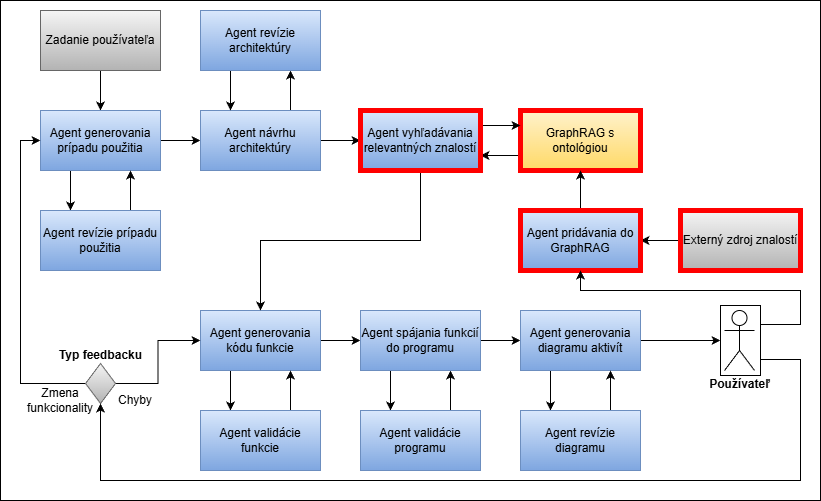 Zadanie používateľa
Agent revízie
architektúry
Agent generovania
prípadu použitia
Agent návrhu
architektúry
Agent vyhľadávania
relevantných znalostí
GraphRAG s
ontológiou
Agent revízie prípadu
použitia
Agent pridávania do
GraphRAG
Externý zdroj znalostí
Typ feedbacku
Zmena
funkcionality
Chyby
Agent generovania
kódu funkcie
Agent spájania funkcií
do programu
Agent generovania
diagramu aktivít
Používateľ
Agent validácie
funkcie
Agent validácie
programu
Agent revízie
diagramu